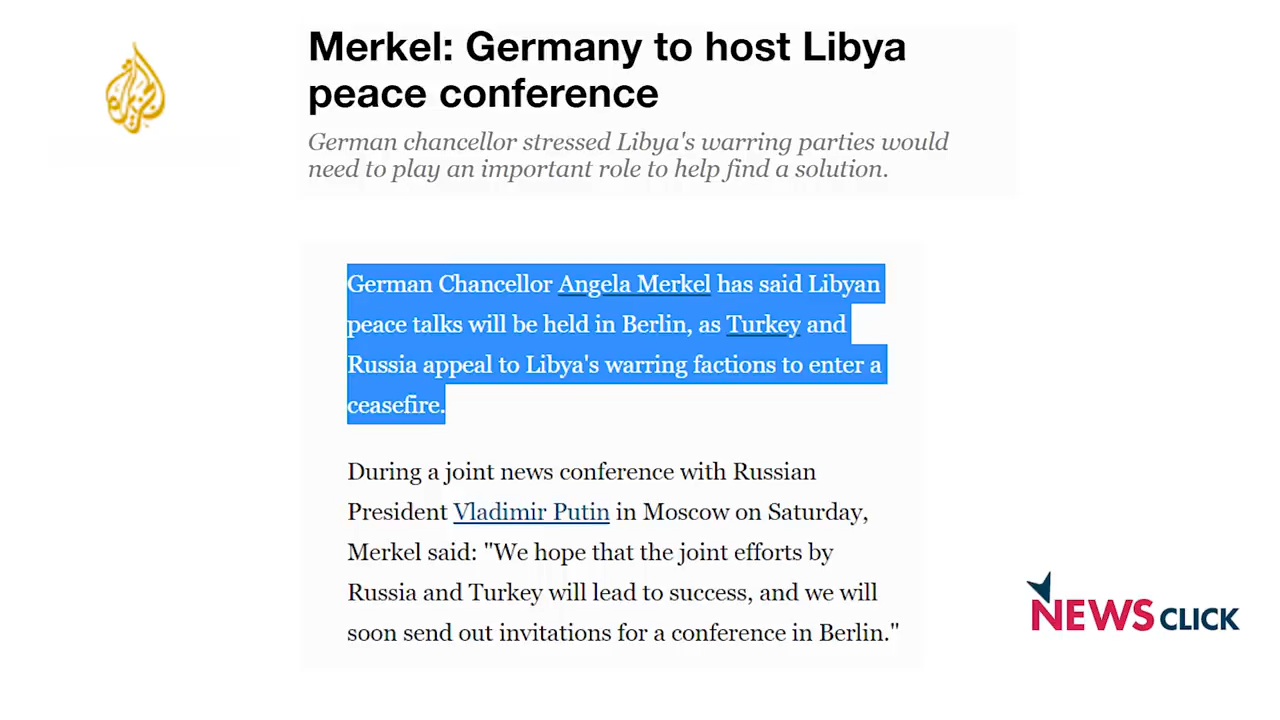 Merkel: Germany to host Libya
peace conference
German chancellor stressed Libya's warring parties would
need to play an important role to help find a solution.
German Chancellor Angela Merkel has said Libyan
peace talks will be held in Berlin, as Turkey and
Russia appeal to Libya's warring factions to enter a
ceasefire.
During a joint news conference with Russian
President Vladimir Putin in Moscow on Saturday,
Merkel said: "We hope that the joint efforts by
Russia and Turkey will lead to success, and we will
soon send out invitations for a conference in Berlin."
NEWSCLICK